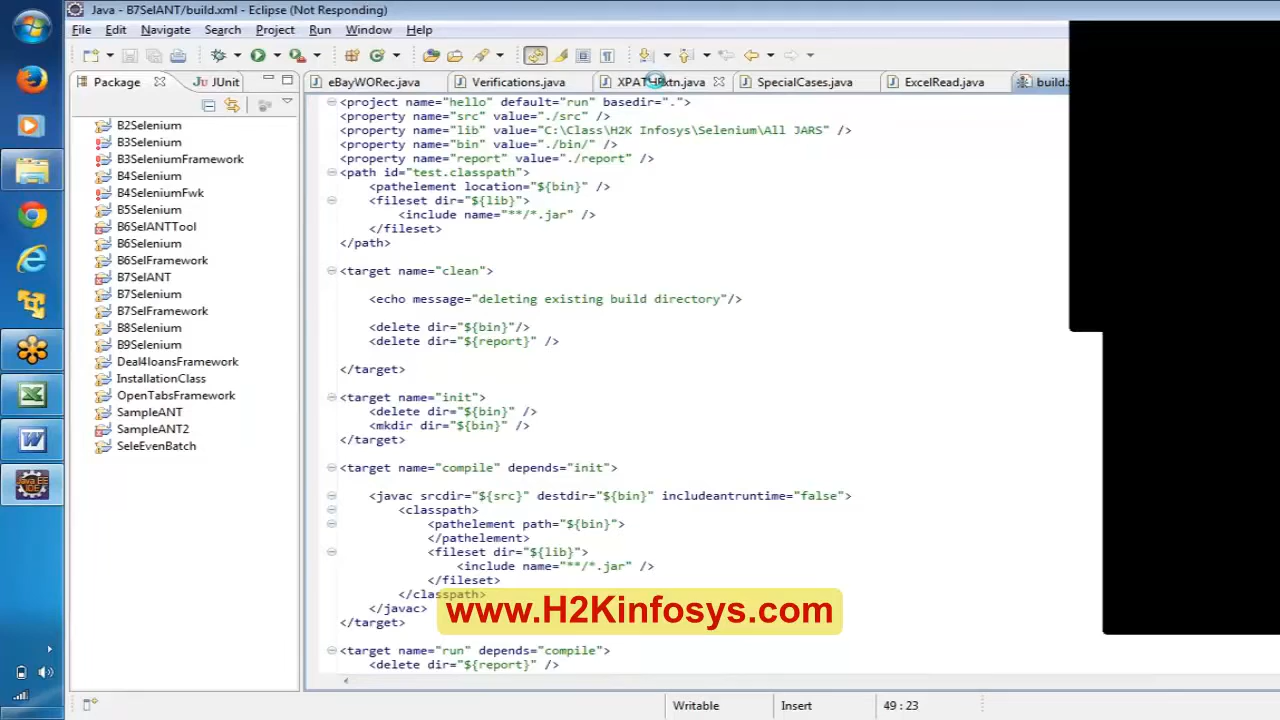 Java - B7SelANT/build.xml - Eclipse (Not Responding)
File Edit Navigate Search Project Run Window Help
Package JUnit eBayWORec.java Verifications.java SpecialCases.java ExcelRead.java build.
B2Selenium
B3Selenium
B3SeleniumFramework
B4Selenium
B4SeleniumFwk
B5Selenium
B6SelANTTool
B6Selenium
B6SelFramework
B7SelANT
B7Selenium
B7SelFramework
B8Selenium
B9Selenium
Deal4loansFramework
InstallationClass
OpenTabsFramework
SampleANT
SampleANT2
SeleEvenBatch
<project name="hello" default="run" basedir=".">
<property name="src" value="./src" />
<property name="lib" value="C:\Class\H2K Infosys\Selenium\All JARS" />
<property name="bin" value="./bin/" />
<property name="report" value="./report" />
<path id="test.classpath">
<pathelement location="${bin}" />
<fileset dir="${lib}">
<include name="**/*.jar" />
</fileset>
</path>
<target name="clean">
<echo message="deleting existing build directory"/>
<delete dir="${bin}"/>
<delete dir="${report}" />
</target>
<target name="init">
<delete dir="${bin}" />
<mkdir dir="${bin}" />
</target>
<target name="compile" depends="init">
<javac srcdir="${src}" destdir="${bin}" includeantruntime="false">
<classpath>
<pathelement path="${bin}">
</pathelement>
<fileset dir="${lib}">
<include name="**/*.jar" />
</fileset>
</classpath>
</javac>
</target>
<target name="run" depends="compile">
<delete dir="${report}" />
www.H2Kinfosys.com
Java EE
IDE
Writable Insert 49 : 23